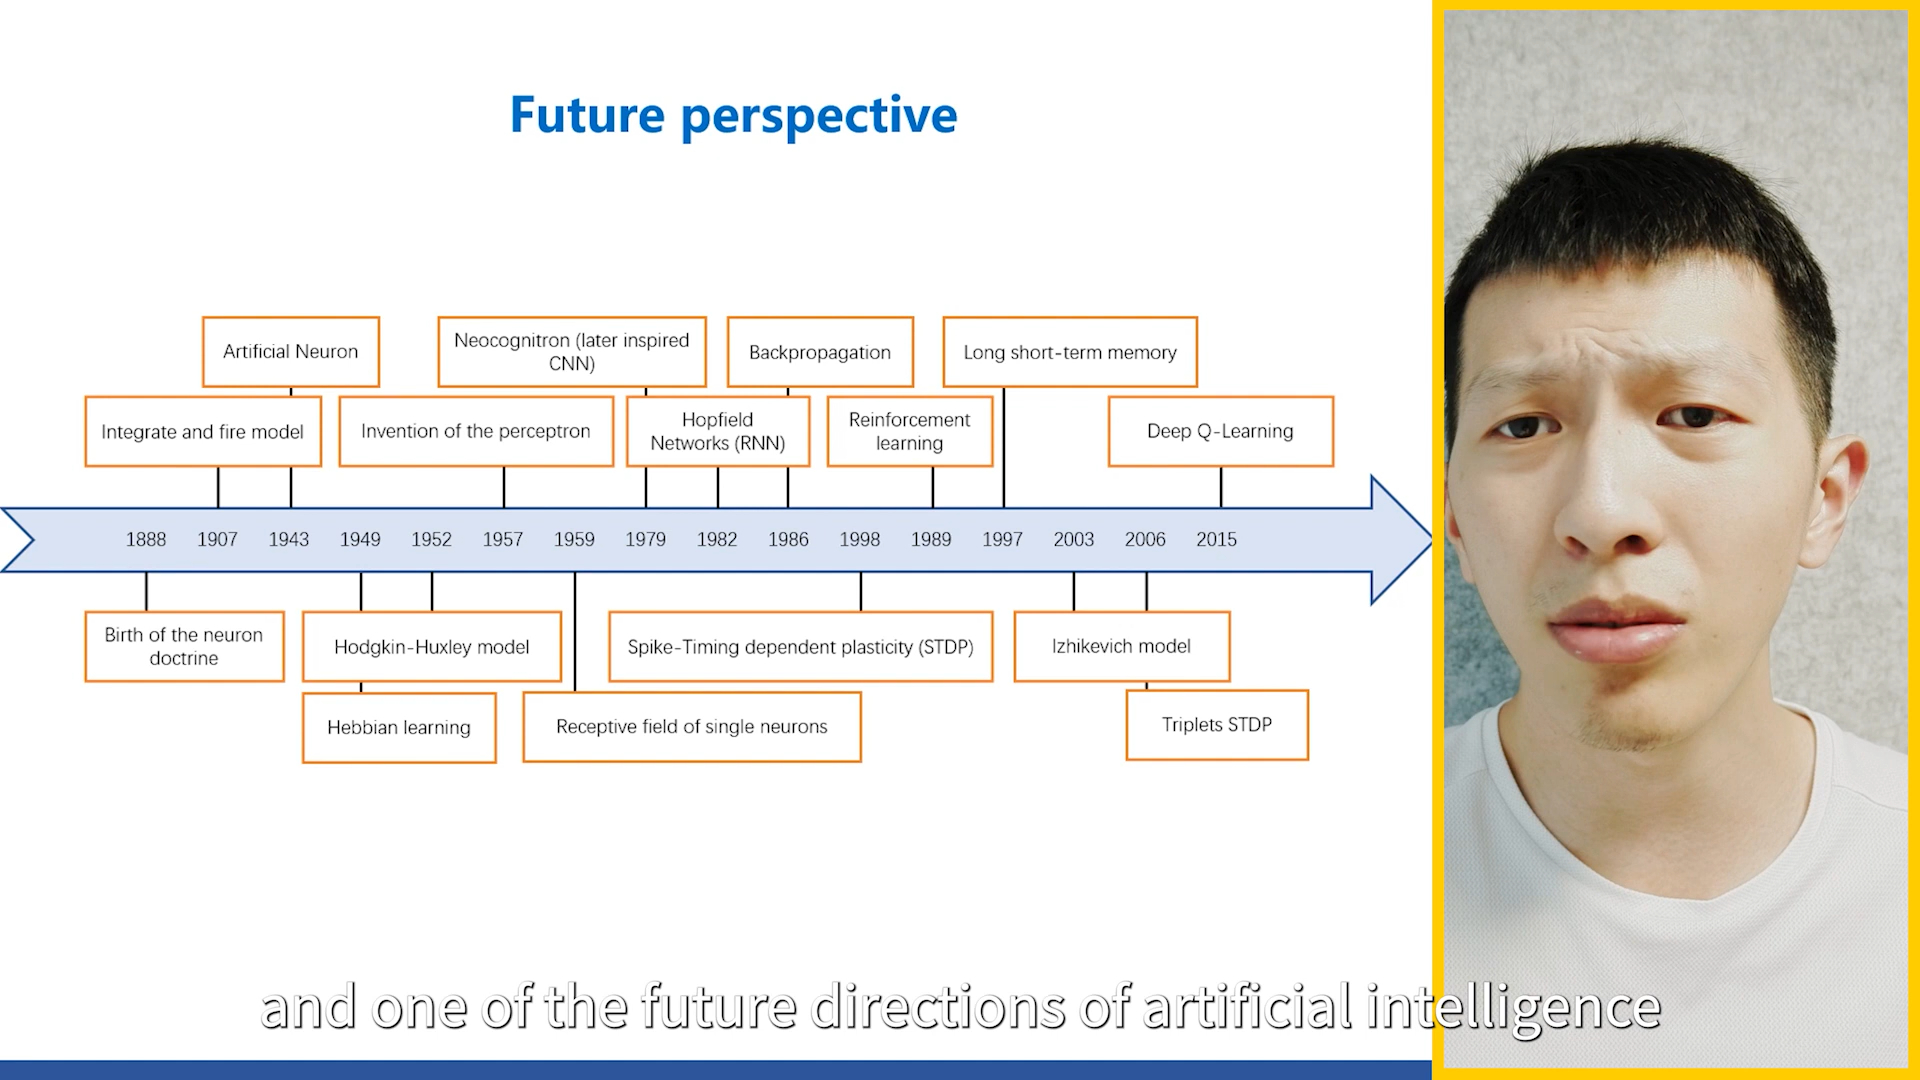 Future perspective
Artificial Neuron
Neocognitron (later inspired
CNN)
Backpropagation
Long short-term memory
Integrate and fire model
Invention of the perceptron
Hopfield
Networks (RNN)
Reinforcement
learning
Deep Q-Learning
1888 1907 1943 1949 1952 1957 1959 1979 1982 1986 1998 1989 1997 2003 2006 2015
Birth of the neuron
doctrine
Hodgkin-Huxley model
Spike-Timing dependent plasticity (STDP)
Izhikevich model
Hebbian learning
Receptive field of single neurons
Triplets STDP
and one of the future directions of artificial intelligence